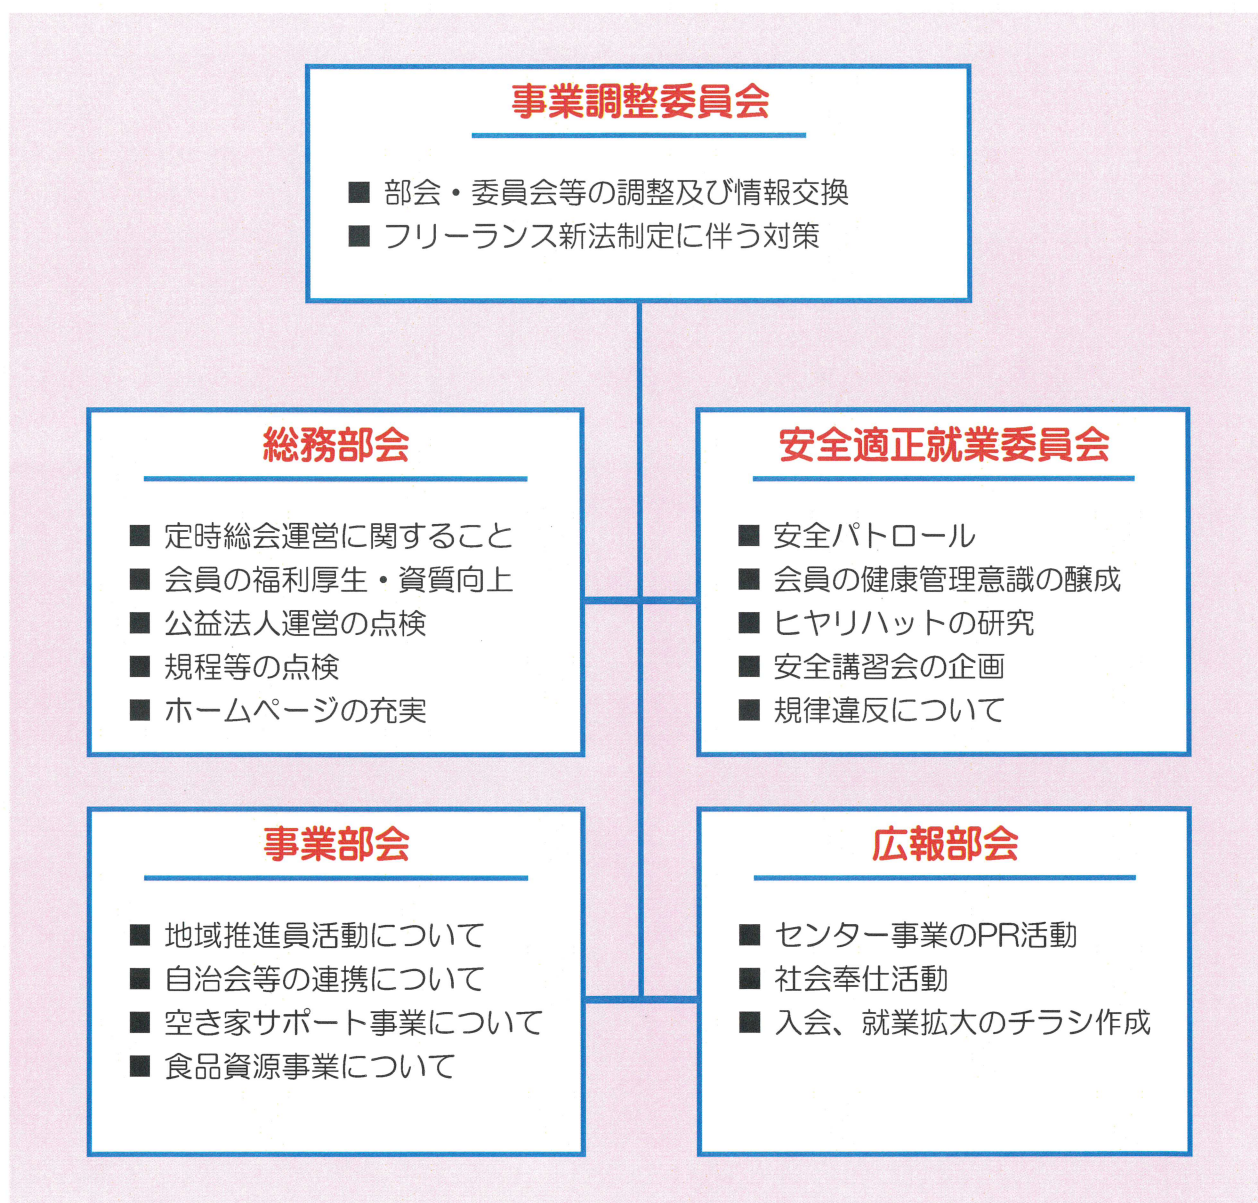 事業調整委員会
■ 部会・委員会等の調整及び情報交換
■ フリーランス新法制定に伴う対策
総務部会
■ 定時総会運営に関すること
■ 会員の福利厚生・資質向上
■ 公益法人運営の点検
■ 規程等の点検
■ ホームページの充実
安全適正就業委員会
■ 安全パトロール
■ 会員の健康管理意識の醸成
■ ヒヤリハットの研究
■ 安全講習会の企画
■ 規律違反について
事業部会
■ 地域推進員活動について
■ 自治会等の連携について
■ 空き家サポート事業について
■ 食品資源事業について
広報部会
■ センター事業のPR活動
■ 社会奉仕活動
■ 入会、就業拡大のチラシ作成